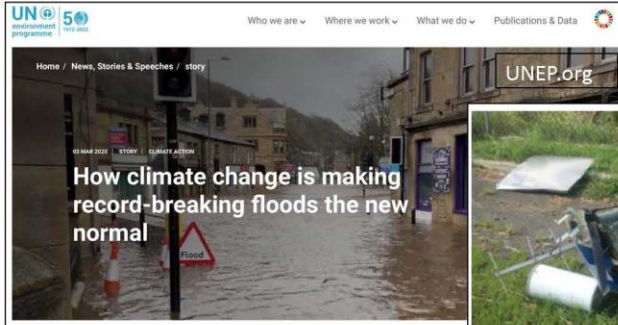 UN
environment
programme
50
1972-2022
Who we are
Where we work
What we do
Publications & Data
Home / News, Stories & Speeches / story
UNEP.org
03 MAR 2020 | STORY | CLIMATE ACTION
How climate change is making
record-breaking floods the new
normal
Flood